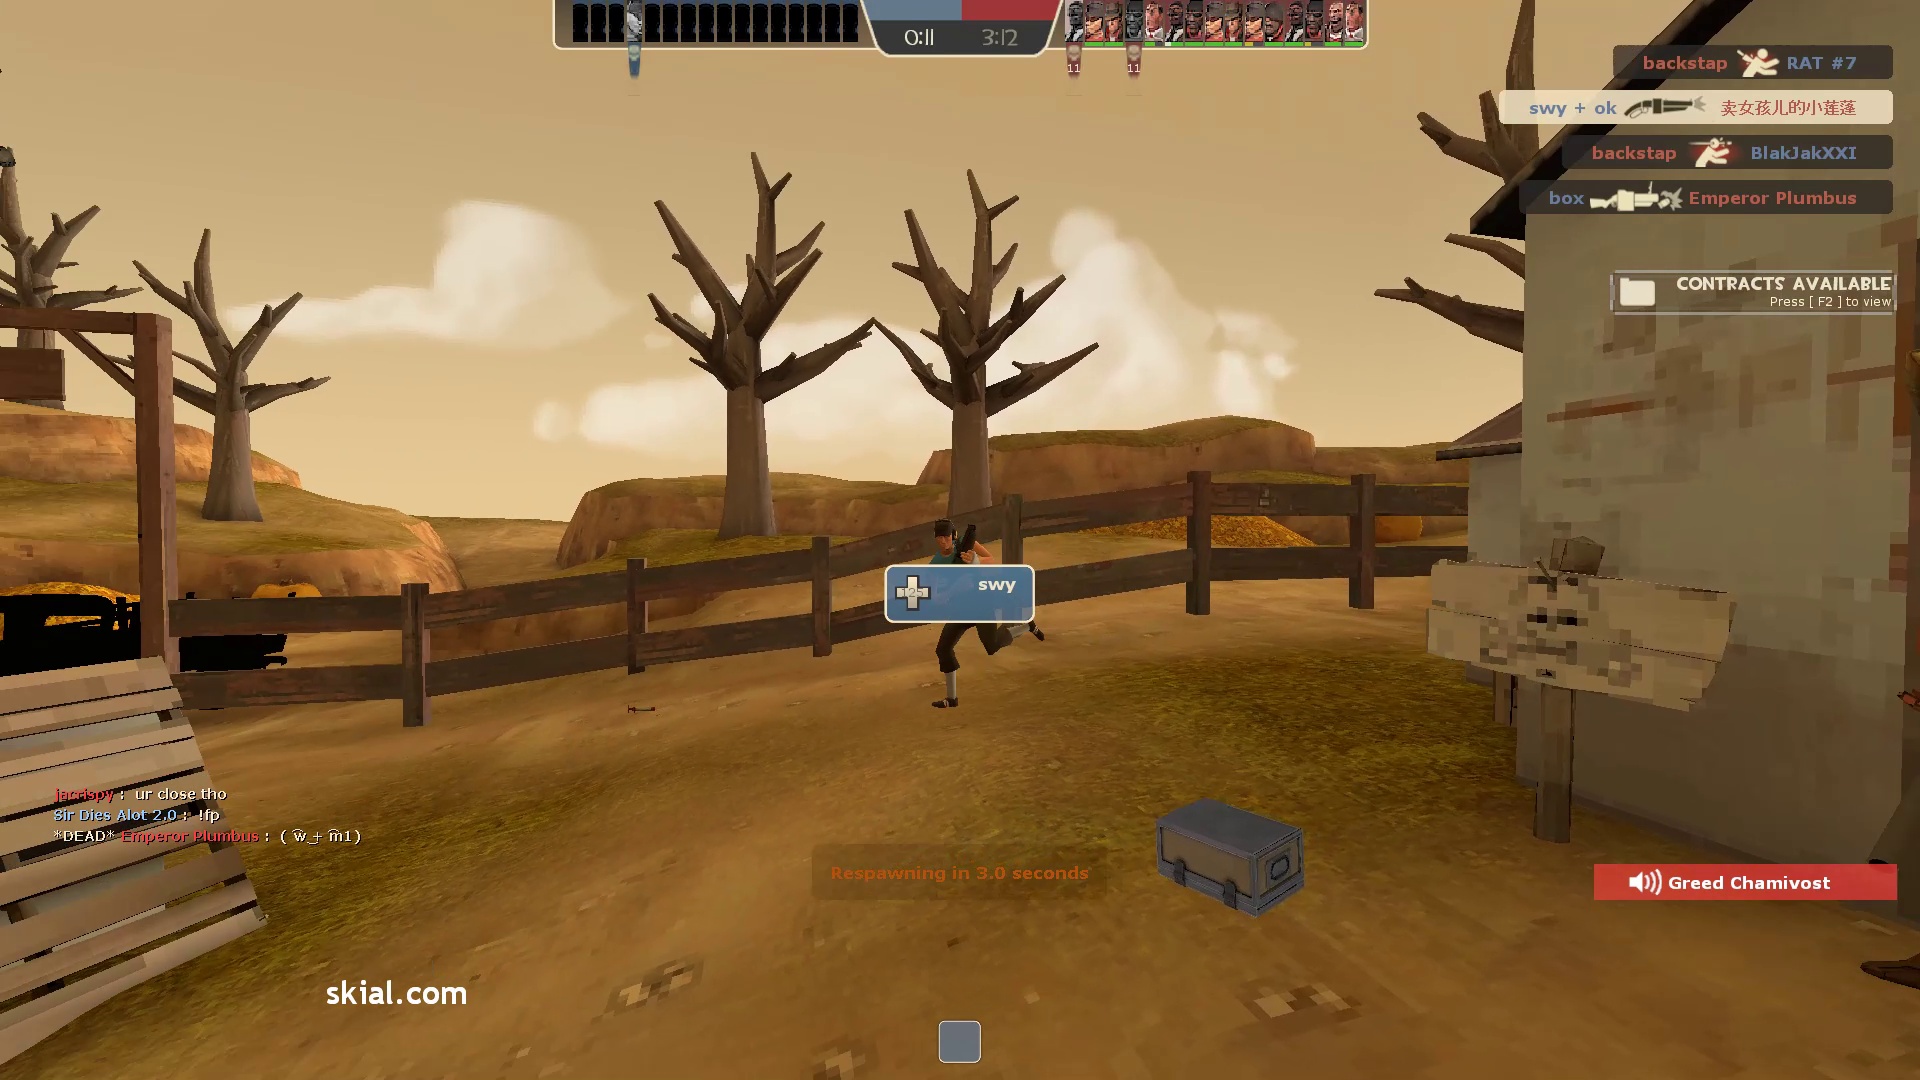 0:11 3:12
11 11
backstap RAT #7
swy + ok 卖女孩儿的小莲蓬
backstap BlakJakXXI
box Emperor Plumbus
CONTRACTS AVAILABLE
Press [ F2 ] to view
swy
jacrispy : ur close tho
Sir Dies Alot 2.0 : !fp
*DEAD* Emperor Plumbus : ( ͡w ͜+ ͡m1)
Respawning in 3.0 seconds
Greed Chamivost
skial.com